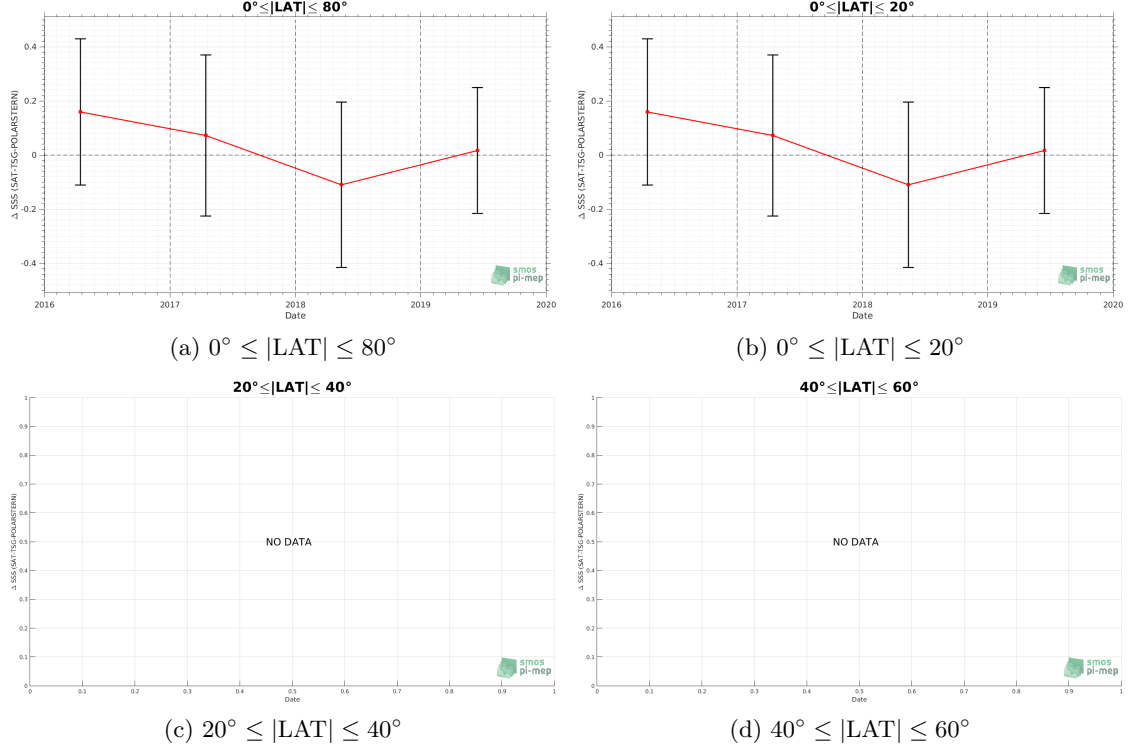 0°≤|LAT|≤ 80°
Δ SSS (SAT-TSG-POLARSTERN)
0.4
0.2
0
-0.2
-0.4
2016 2017 2018 2019 2020
Date
smos
pi-mep
(a) 0° ≤ |LAT| ≤ 80°
0°≤|LAT|≤ 20°
Δ SSS (SAT-TSG-POLARSTERN)
0.4
0.2
0
-0.2
-0.4
2016 2017 2018 2019 2020
Date
smos
pi-mep
(b) 0° ≤ |LAT| ≤ 20°
20°≤|LAT|≤ 40°
Δ SSS (SAT-TSG-POLARSTERN)
1
0.9
0.8
0.7
0.6
0.5
0.4
0.3
0.2
0.1
0
NO DATA
0 0.1 0.2 0.3 0.4 0.5 0.6 0.7 0.8 0.9 1
Date
smos
pi-mep
(c) 20° ≤ |LAT| ≤ 40°
40°≤|LAT|≤ 60°
Δ SSS (SAT-TSG-POLARSTERN)
1
0.9
0.8
0.7
0.6
0.5
0.4
0.3
0.2
0.1
0
NO DATA
0 0.1 0.2 0.3 0.4 0.5 0.6 0.7 0.8 0.9 1
Date
smos
pi-mep
(d) 40° ≤ |LAT| ≤ 60°